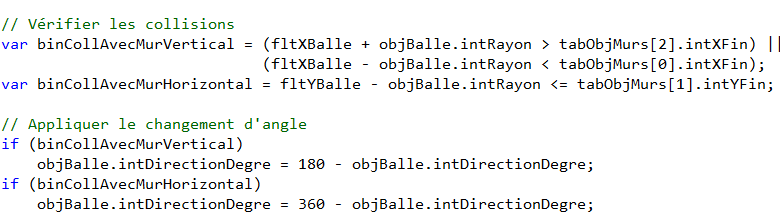 // Vérifier les collisions
var binCollAvecMurVertical = (fltXBalle + objBalle.intRayon > tabObjMurs[2].intXFin) ||
(fltXBalle - objBalle.intRayon < tabObjMurs[0].intXFin);
var binCollAvecMurHorizontal = fltYBalle - objBalle.intRayon <= tabObjMurs[1].intYFin;
// Appliquer le changement d'angle
if (binCollAvecMurVertical)
objBalle.intDirectionDegre = 180 - objBalle.intDirectionDegre;
if (binCollAvecMurHorizontal)
objBalle.intDirectionDegre = 360 - objBalle.intDirectionDegre;